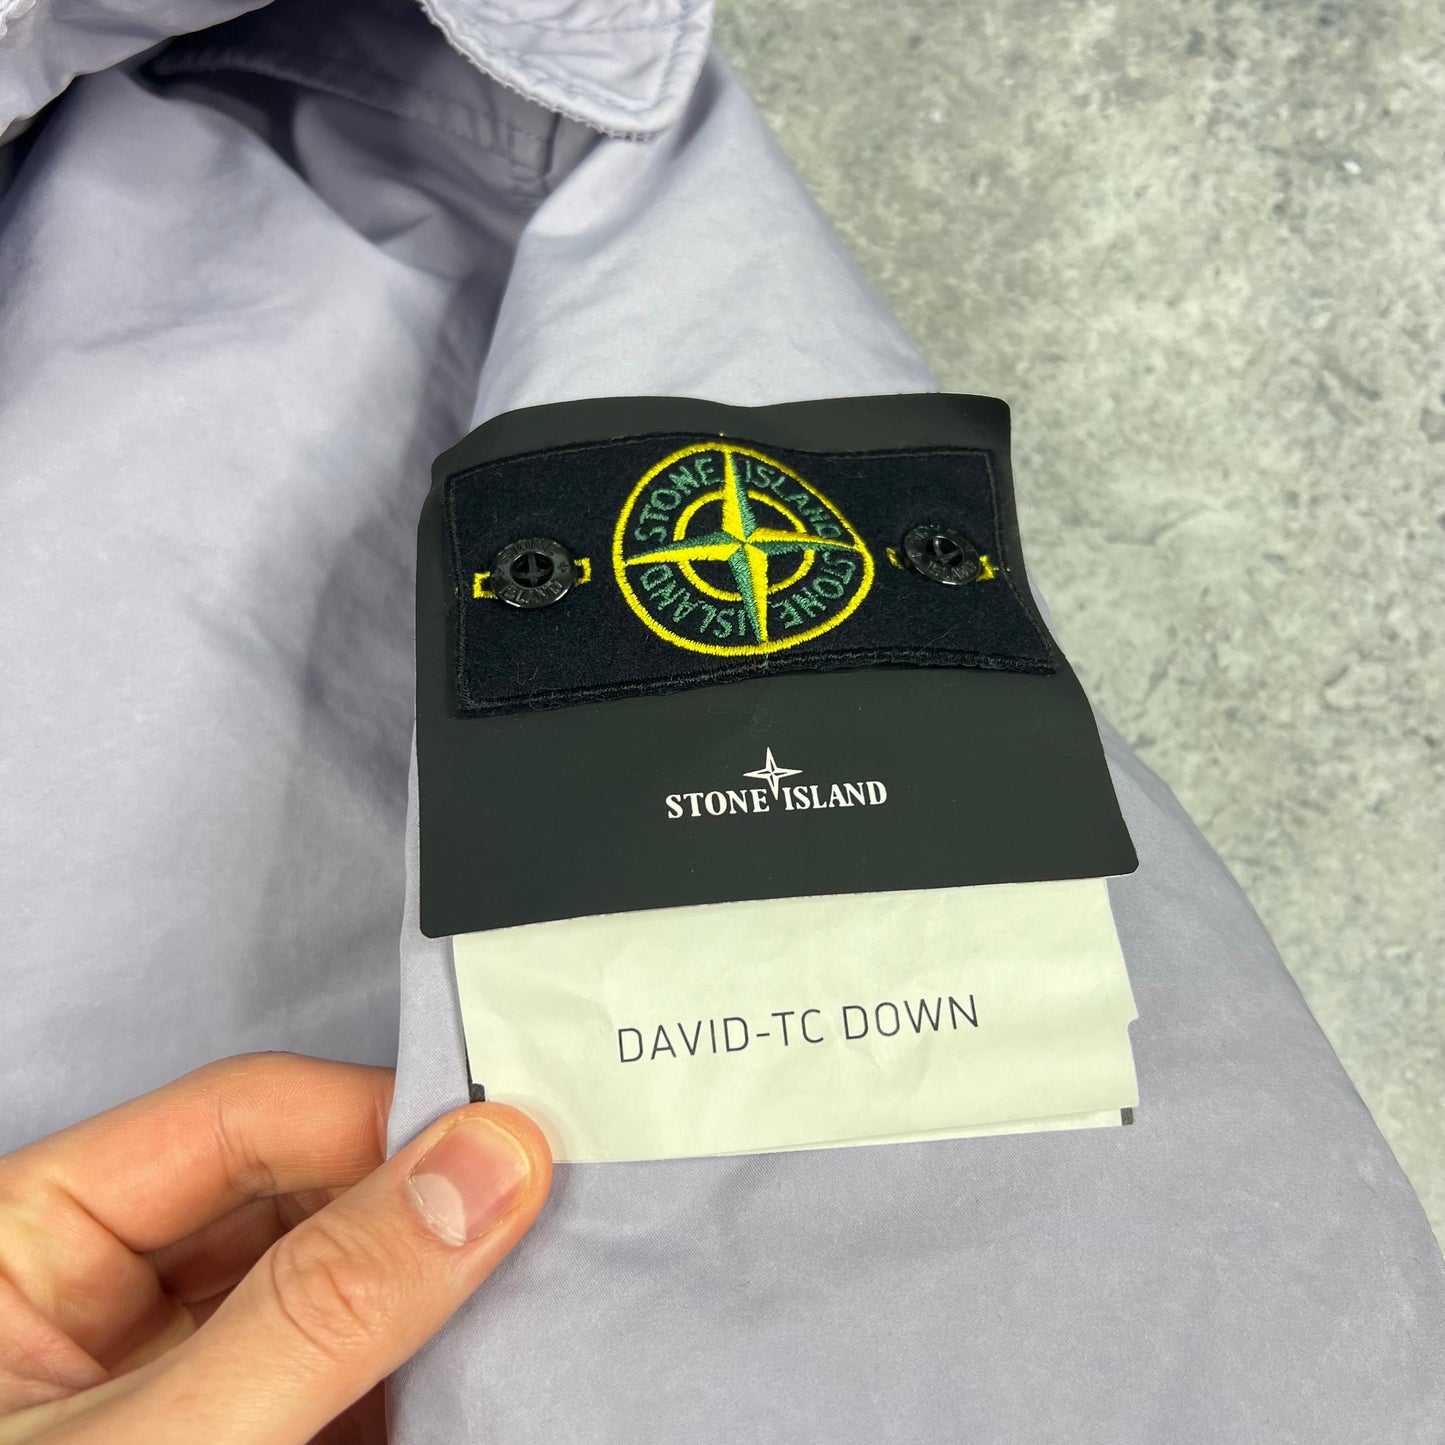 STONE ISLAND STONE ISLAND
STONE ISLAND
DAVID-TC DOWN